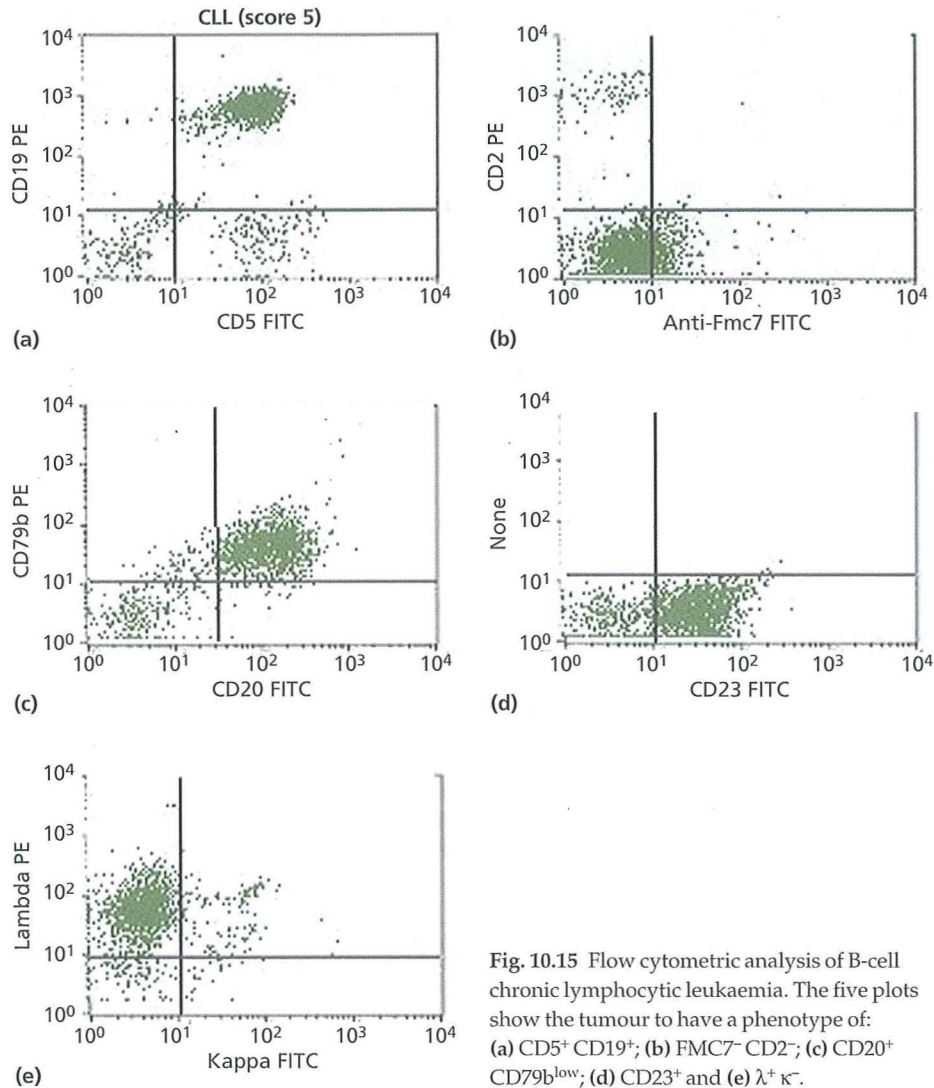 CLL (score 5)
10⁴
10³
10²
10¹
10⁰
CD19 PE
10⁰ 10¹ 10² 10³ 10⁴
CD5 FITC
(a)
10⁴
10³
10²
10¹
10⁰
CD2 PE
10⁰ 10¹ 10² 10³ 10⁴
Anti-Fmc7 FITC
(b)
10⁴
10³
10²
10¹
10⁰
CD79b PE
10⁰ 10¹ 10² 10³ 10⁴
CD20 FITC
(c)
10⁴
10³
10²
10¹
10⁰
None
10⁰ 10¹ 10² 10³ 10⁴
CD23 FITC
(d)
10⁴
10³
10²
10¹
10⁰
Lambda PE
10⁰ 10¹ 10² 10³ 10⁴
Kappa FITC
(e)
Fig. 10.15 Flow cytometric analysis of B-cell
chronic lymphocytic leukaemia. The five plots
show the tumour to have a phenotype of:
(a) CD5⁺ CD19⁺; (b) FMC7⁻ CD2⁻; (c) CD20⁺
CD79b^low; (d) CD23⁺ and (e) λ⁺ κ⁻.